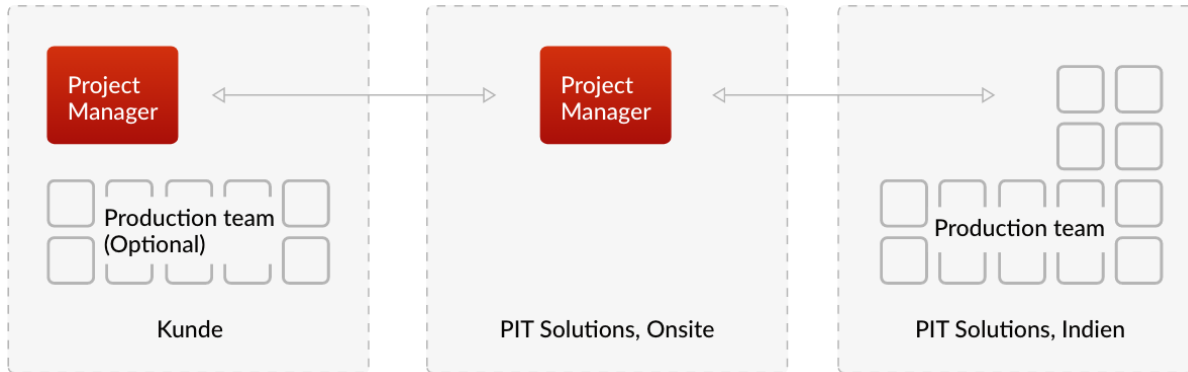 Project
Manager
Production team
(Optional)
Kunde
Project
Manager
PIT Solutions, Onsite
Production team
PIT Solutions, Indien